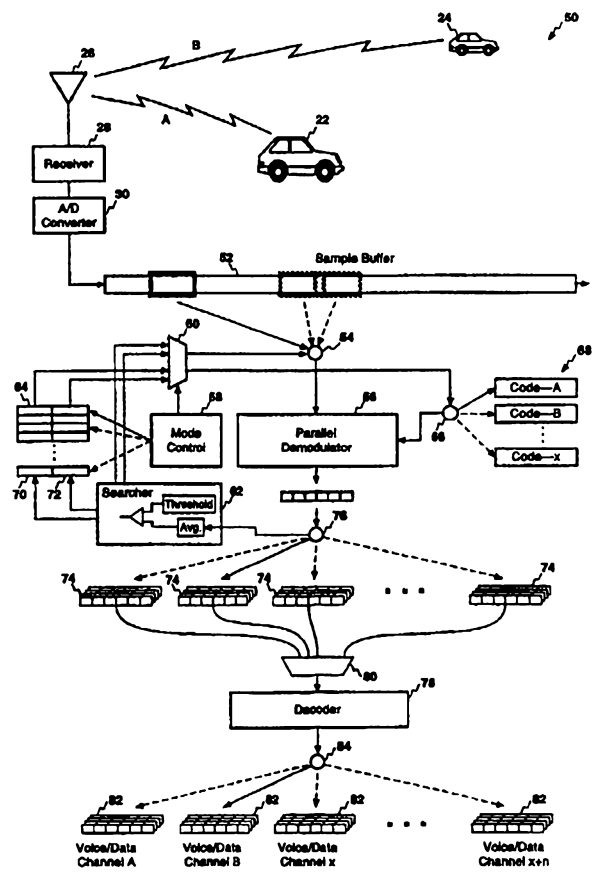 24
50
B
26
A
22
28
Receiver
30
A/D
Converter
52
Sample Buffer
60
54
68
64
58
56
Code—A
Mode
Control
Parallel
Demodulator
66
Code—B
Code—x
70
72
62
Searcher
Threshold
Avg.
76
74
74
74
74
80
78
Decoder
84
82
82
82
82
Voice/Data
Channel A
Voice/Data
Channel B
Voice/Data
Channel x
Voice/Data
Channel x+n